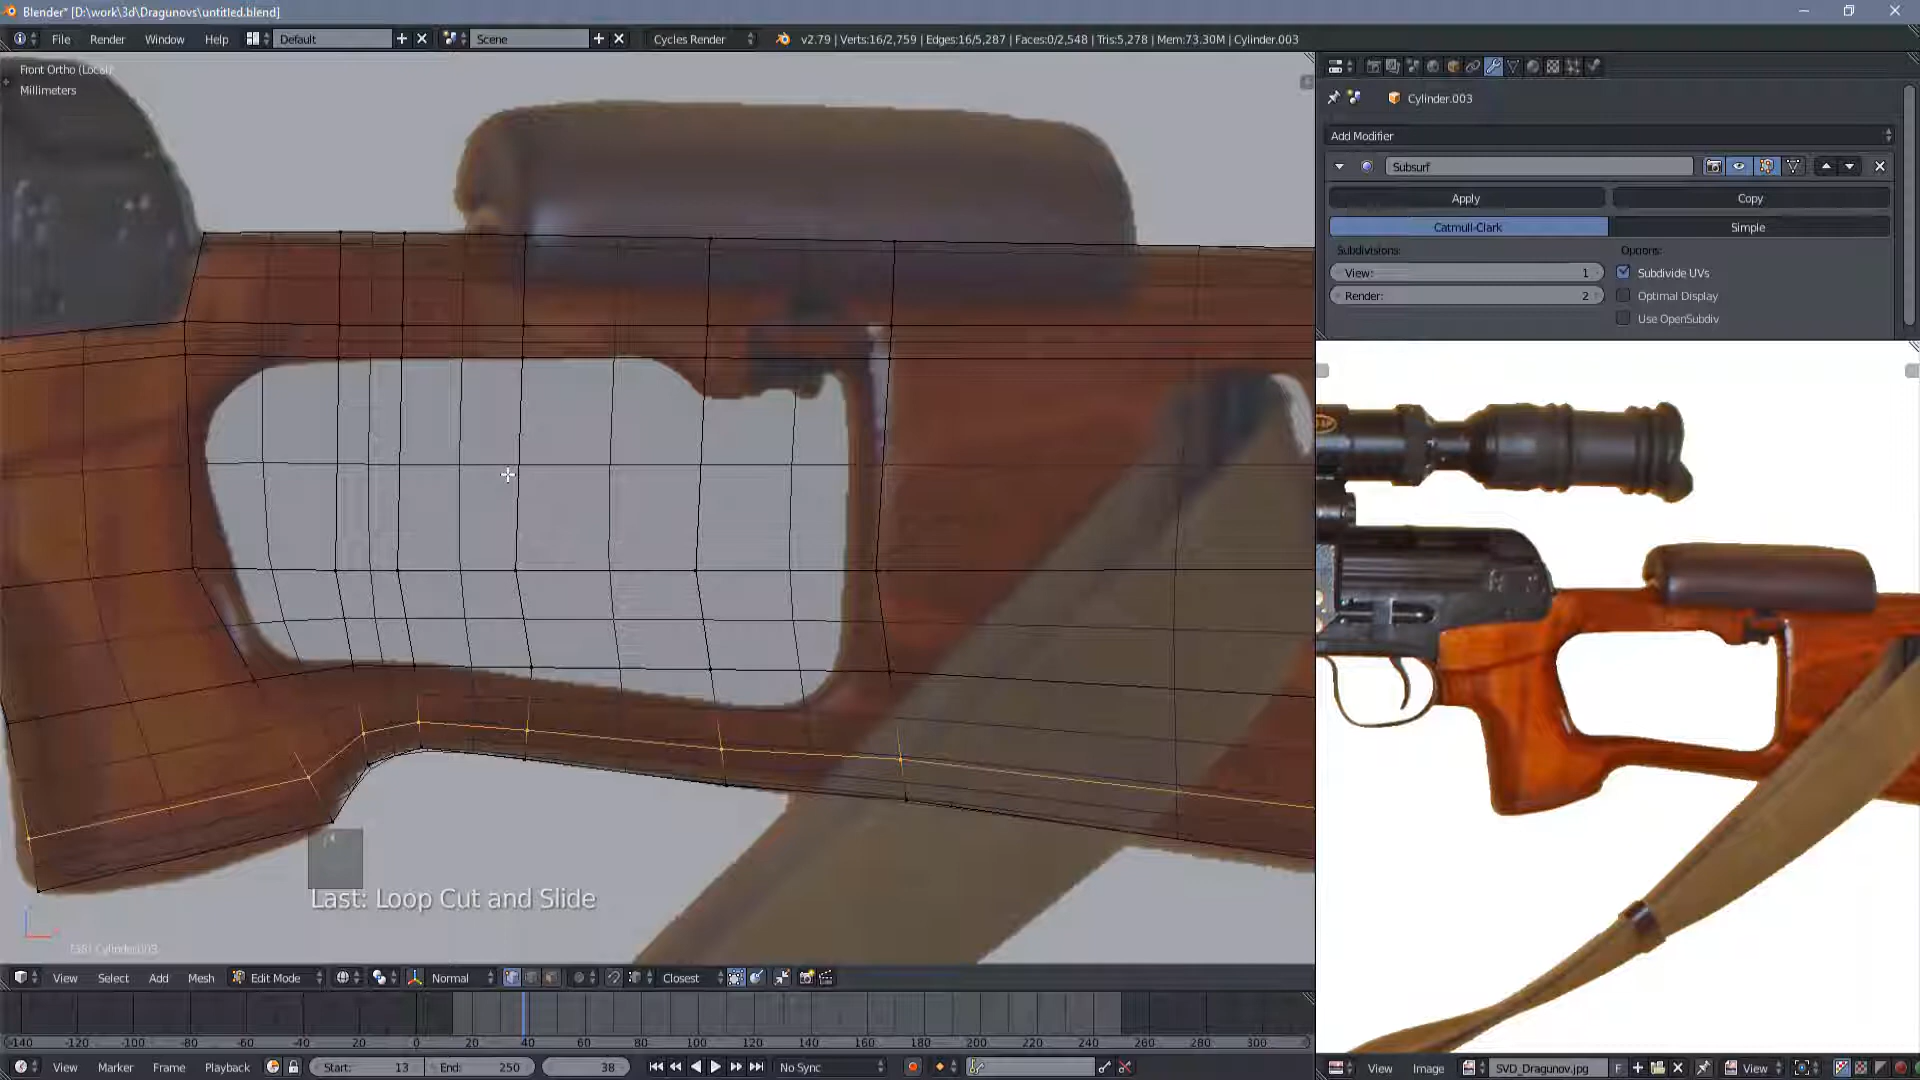 Blender* [D:\work\3d\Dragunovs\untitled.blend]
File Render Window Help Default Scene Cycles Render v2.79 | Verts:16/2,759 | Edges:16/5,287 | Faces:0/2,548 | Tris:5,278 | Mem:73.30M | Cylinder.003
Front Ortho (Local)
Millimeters
Cylinder.003
Add Modifier
Subsurf
Apply Copy
Catmull-Clark Simple
Subdivisions: Options:
View: 1 Subdivide UVs
Render: 2 Optimal Display
Use OpenSubdiv
Last: Loop Cut and Slide
(38) Cylinder.003
View Select Add Mesh Edit Mode Normal Closest
-140 -120 -100 -80 -60 -40 -20 0 20 40 60 80 100 120 140 160 180 200 220 240 260 280 300
View Marker Frame Playback Start: 13 End: 250 38 No Sync
View Image SVD_Dragunov.jpg F View